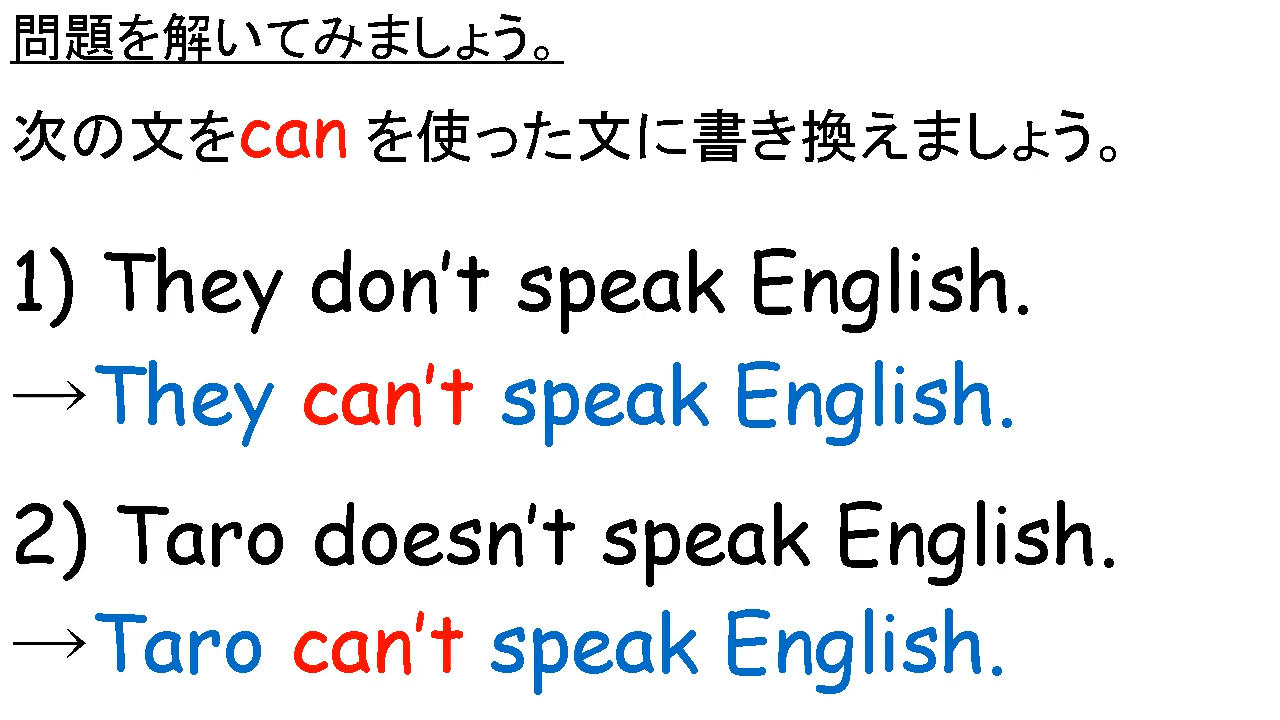 問題を解いてみましょう。
次の文をcan を使った文に書き換えましょう。
1) They don't speak English.
→They can't speak English.
2) Taro doesn't speak English.
→Taro can't speak English.